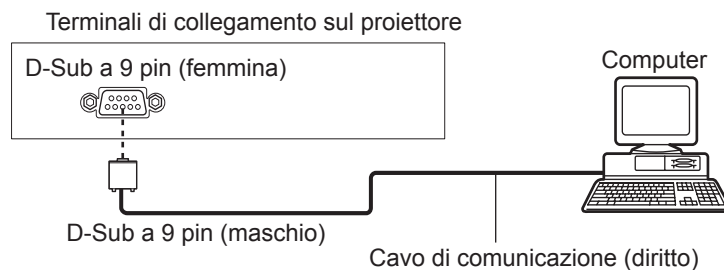 Terminali di collegamento sul proiettore
D-Sub a 9 pin (femmina)
Computer
D-Sub a 9 pin (maschio)
Cavo di comunicazione (diritto)